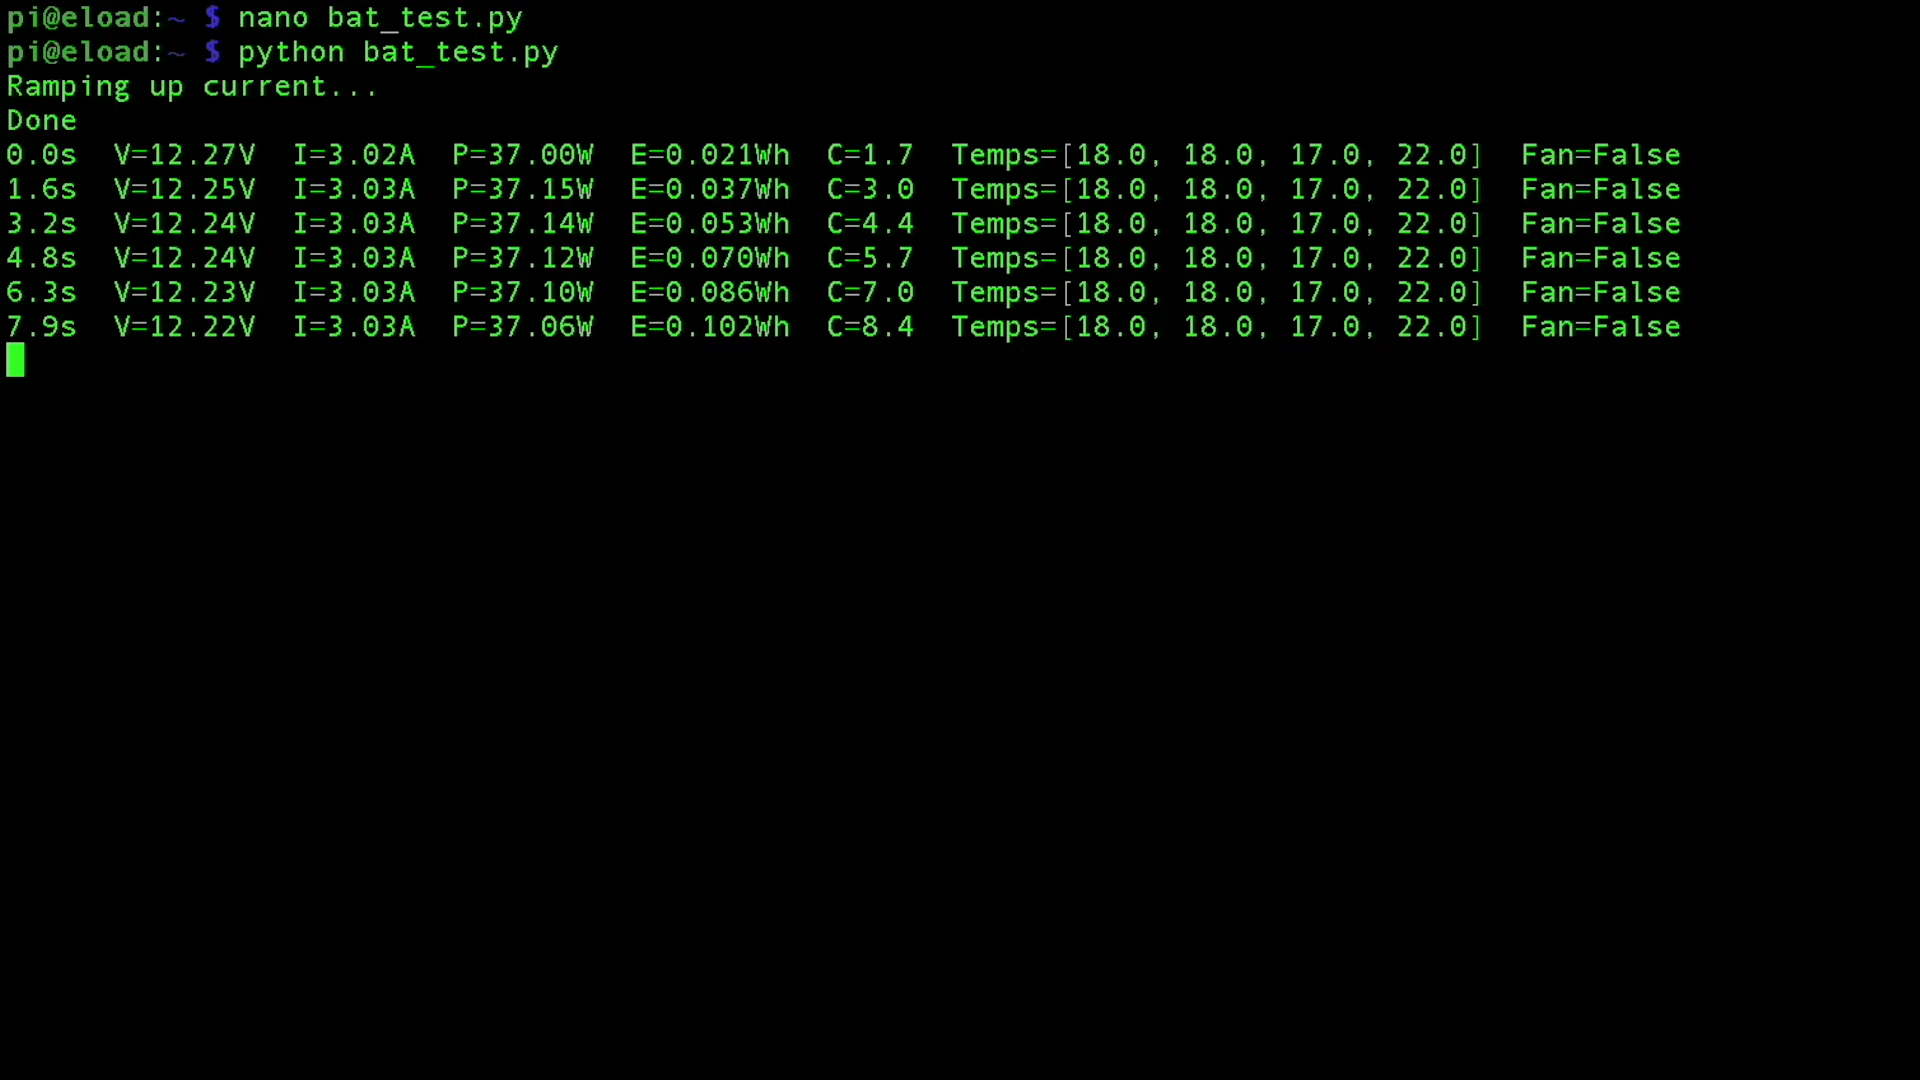 pi@eload:~ $ nano bat_test.py
pi@eload:~ $ python bat_test.py
Ramping up current...
Done
0.0s  V=12.27V  I=3.02A  P=37.00W  E=0.021Wh  C=1.7  Temps=[18.0, 18.0, 17.0, 22.0]  Fan=False
1.6s  V=12.25V  I=3.03A  P=37.15W  E=0.037Wh  C=3.0  Temps=[18.0, 18.0, 17.0, 22.0]  Fan=False
3.2s  V=12.24V  I=3.03A  P=37.14W  E=0.053Wh  C=4.4  Temps=[18.0, 18.0, 17.0, 22.0]  Fan=False
4.8s  V=12.24V  I=3.03A  P=37.12W  E=0.070Wh  C=5.7  Temps=[18.0, 18.0, 17.0, 22.0]  Fan=False
6.3s  V=12.23V  I=3.03A  P=37.10W  E=0.086Wh  C=7.0  Temps=[18.0, 18.0, 17.0, 22.0]  Fan=False
7.9s  V=12.22V  I=3.03A  P=37.06W  E=0.102Wh  C=8.4  Temps=[18.0, 18.0, 17.0, 22.0]  Fan=False